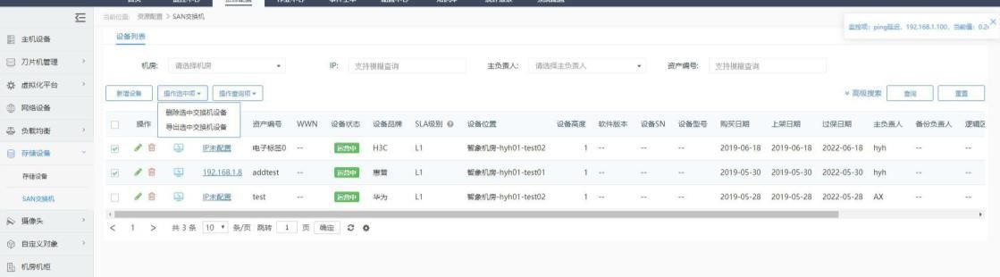 当前位置: 资源配置 > SAN交换机
监控项: ping延迟, 192.168.1.100, 当前值: 0.2
设备列表
主机设备
刀片机管理
虚拟化平台
网络设备
负载均衡
存储设备
存储设备
SAN交换机
摄像头
自定义对象
机房机柜
机房: 请选择机房 IP: 支持模糊查询 主负责人: 请选择主负责人 资产编号: 支持模糊查询
新增设备 操作选中项 操作查询项 高级搜索 查询 重置
删除选中交换机设备
导出选中交换机设备
操作 资产编号 WWN 设备状态 设备品牌 SLA级别 设备位置 设备高度 软件版本 设备SN 设备型号 购买日期 上架日期 过保日期 主负责人 备份负责人 逻辑区
IP未配置 电子标签0 -- 运营中 H3C L1 暂象机房-hyh01-test02 1 -- -- -- 2019-06-18 2019-06-18 2022-06-18 hyh -- --
192.168.1.8 addtest -- 运营中 惠普 L1 暂象机房-hyh01-test01 1 -- -- -- 2019-05-30 2019-05-30 2022-05-30 hyh -- --
IP未配置 test -- 运营中 华为 L1 暂象机房-hyh01-test02 1 -- -- -- 2019-05-28 2019-05-28 2022-05-28 AX -- --
< 1 > 共 3 条 10 条/页 跳转 1 页 确定